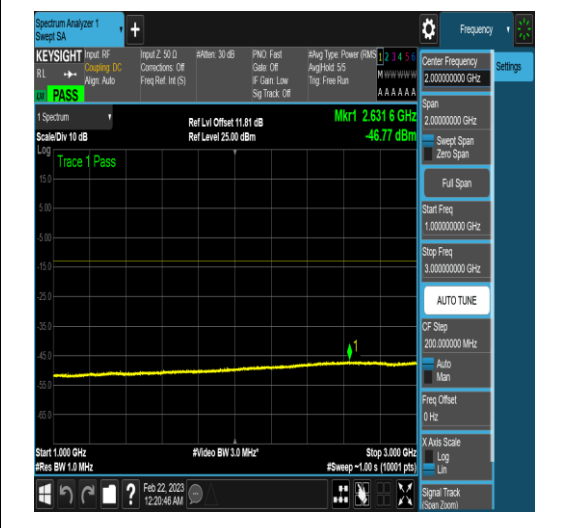 Spectrum Analyzer 1
Swept SA
+
Frequency
KEYSIGHT
RL
Input: RF
Coupling: DC
Align: Auto
Input Z: 50 Ω
Corrections: Off
Freq Ref: Int (S)
#Atten: 30 dB
PNO: Fast
Gate: Off
IF Gain: Low
Sig Track: Off
#Avg Type: Power (RMS
Avg|Hold: 5/5
Trig: Free Run
1 2 3 4 5 6
M W W W W W
A A A A A A
PASS
1 Spectrum
Scale/Div 10 dB
Ref Lvl Offset 11.81 dB
Ref Level 25.00 dBm
Mkr1 2.631 6 GHz
-46.77 dBm
Log
Trace 1 Pass
15.0
5.00
-5.00
-15.0
-25.0
-35.0
-45.0
-55.0
-65.0
1
Start 1.000 GHz
#Res BW 1.0 MHz
#Video BW 3.0 MHz*
Stop 3.000 GHz
#Sweep ~1.00 s (10001 pts)
Feb 22, 2023
12:20:46 AM
?
Center Frequency
2.000000000 GHz
Settings
Span
2.00000000 GHz
Swept Span
Zero Span
Full Span
Start Freq
1.000000000 GHz
Stop Freq
3.000000000 GHz
AUTO TUNE
CF Step
200.000000 MHz
Auto
Man
Freq Offset
0 Hz
X Axis Scale
Log
Lin
Signal Track
(Span Zoom)